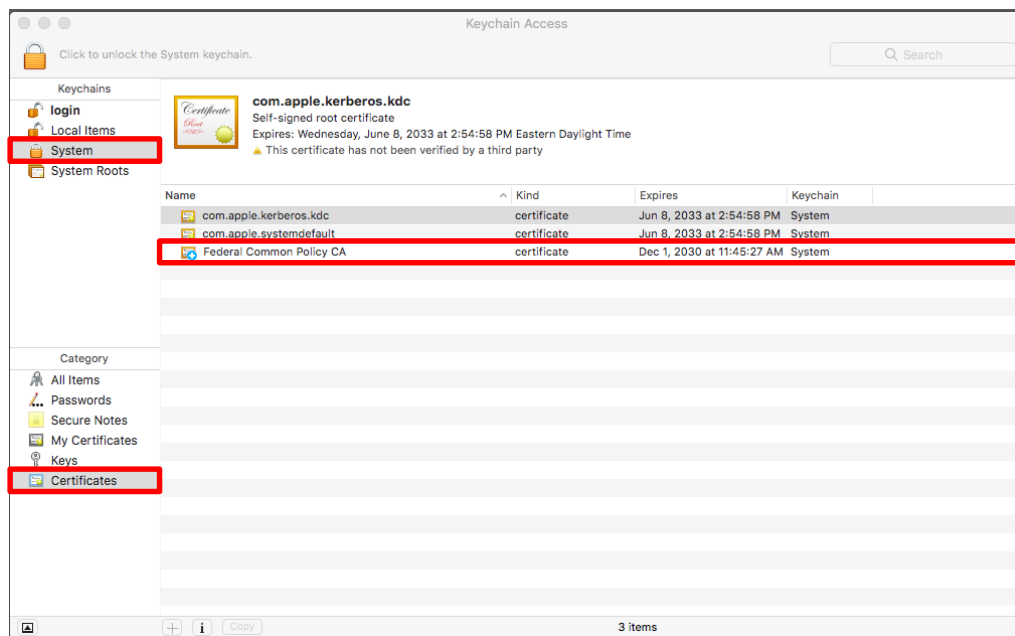 Keychain Access
Click to unlock the System keychain.
Search
Keychains
login
Local Items
System
System Roots
Certificate
Root
com.apple.kerberos.kdc
Self-signed root certificate
Expires: Wednesday, June 8, 2033 at 2:54:58 PM Eastern Daylight Time
This certificate has not been verified by a third party
Name Kind Expires Keychain
com.apple.kerberos.kdc certificate Jun 8, 2033 at 2:54:58 PM System
com.apple.systemdefault certificate Jun 8, 2033 at 2:54:58 PM System
Federal Common Policy CA certificate Dec 1, 2030 at 11:45:27 AM System
Category
All Items
Passwords
Secure Notes
My Certificates
Keys
Certificates
+ i Copy 3 items